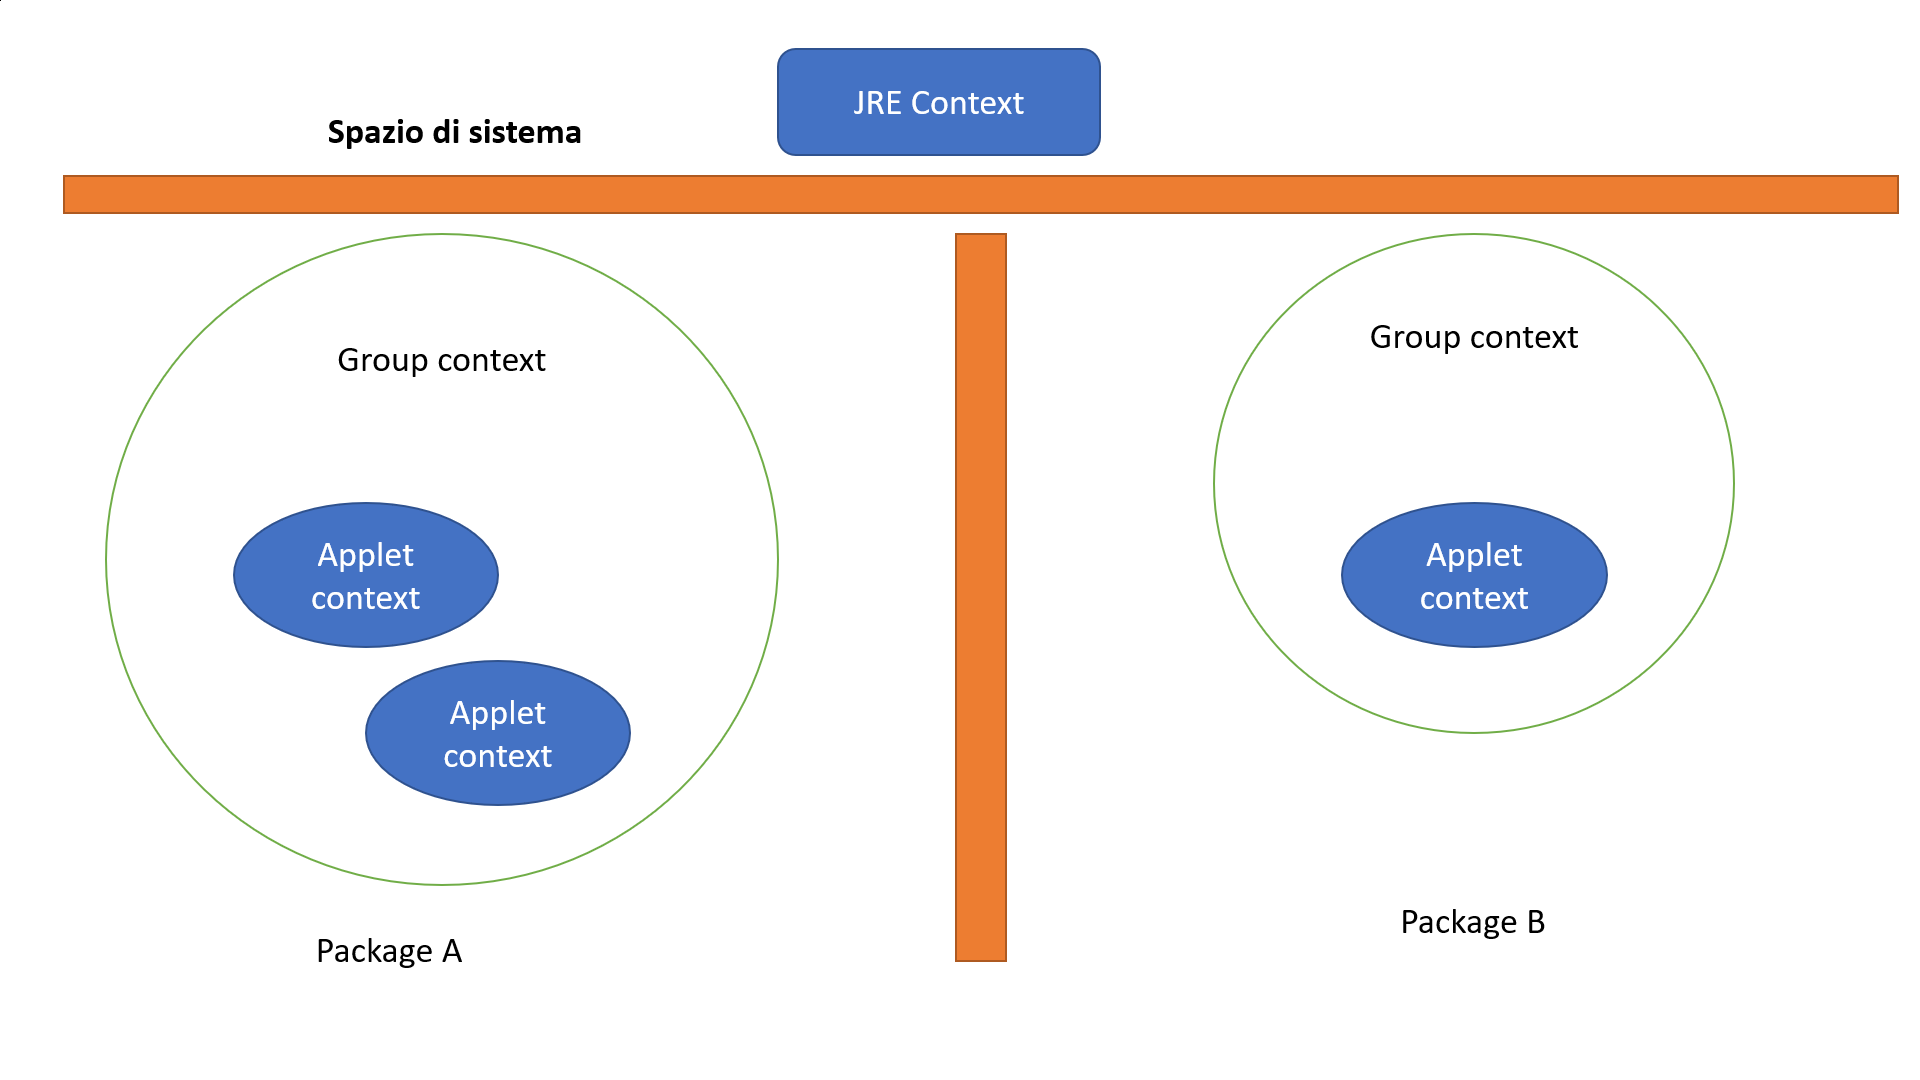 JRE Context
Spazio di sistema
Group context
Group context
Applet
context
Applet
context
Applet
context
Package A
Package B